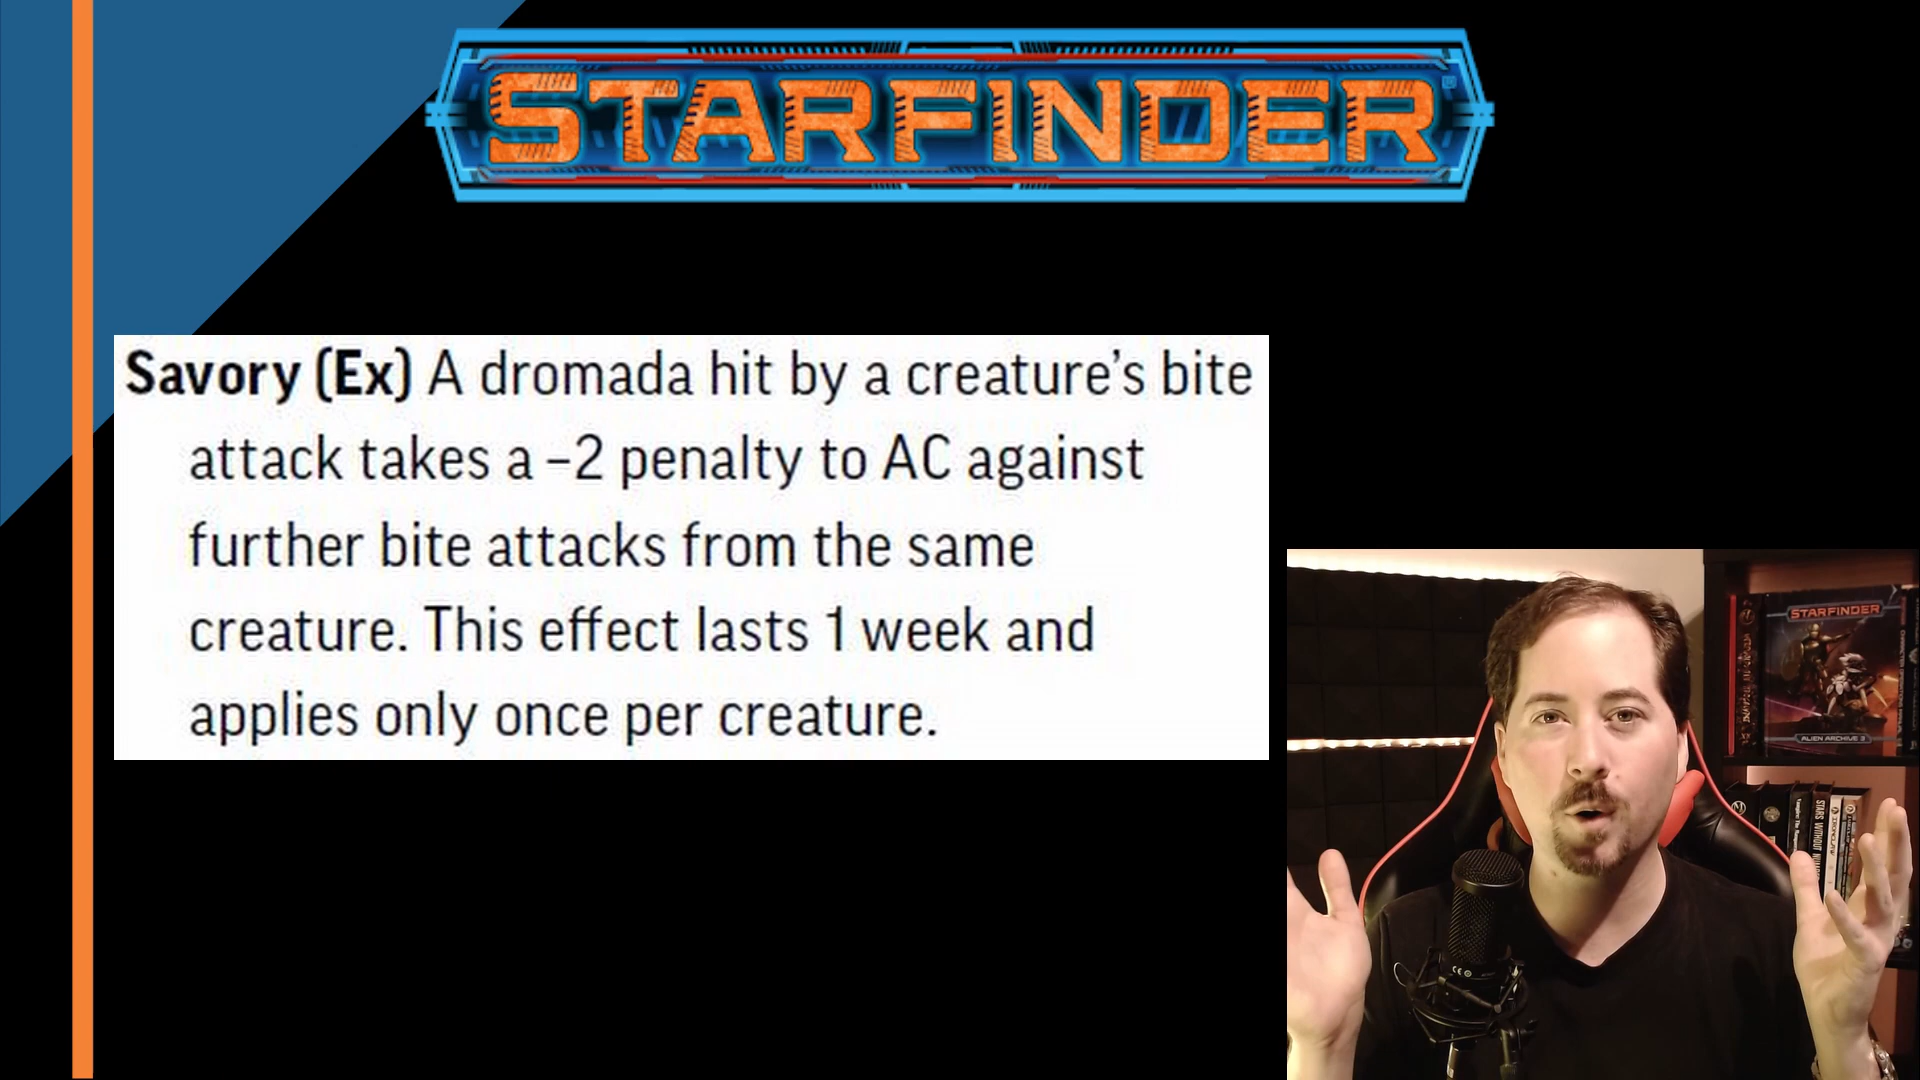 STARFINDER
Savory (Ex) A dromada hit by a creature's bite
attack takes a –2 penalty to AC against
further bite attacks from the same
creature. This effect lasts 1 week and
applies only once per creature.
STARFINDER
ALIEN ARCHIVE 3
STARS WITHOUT